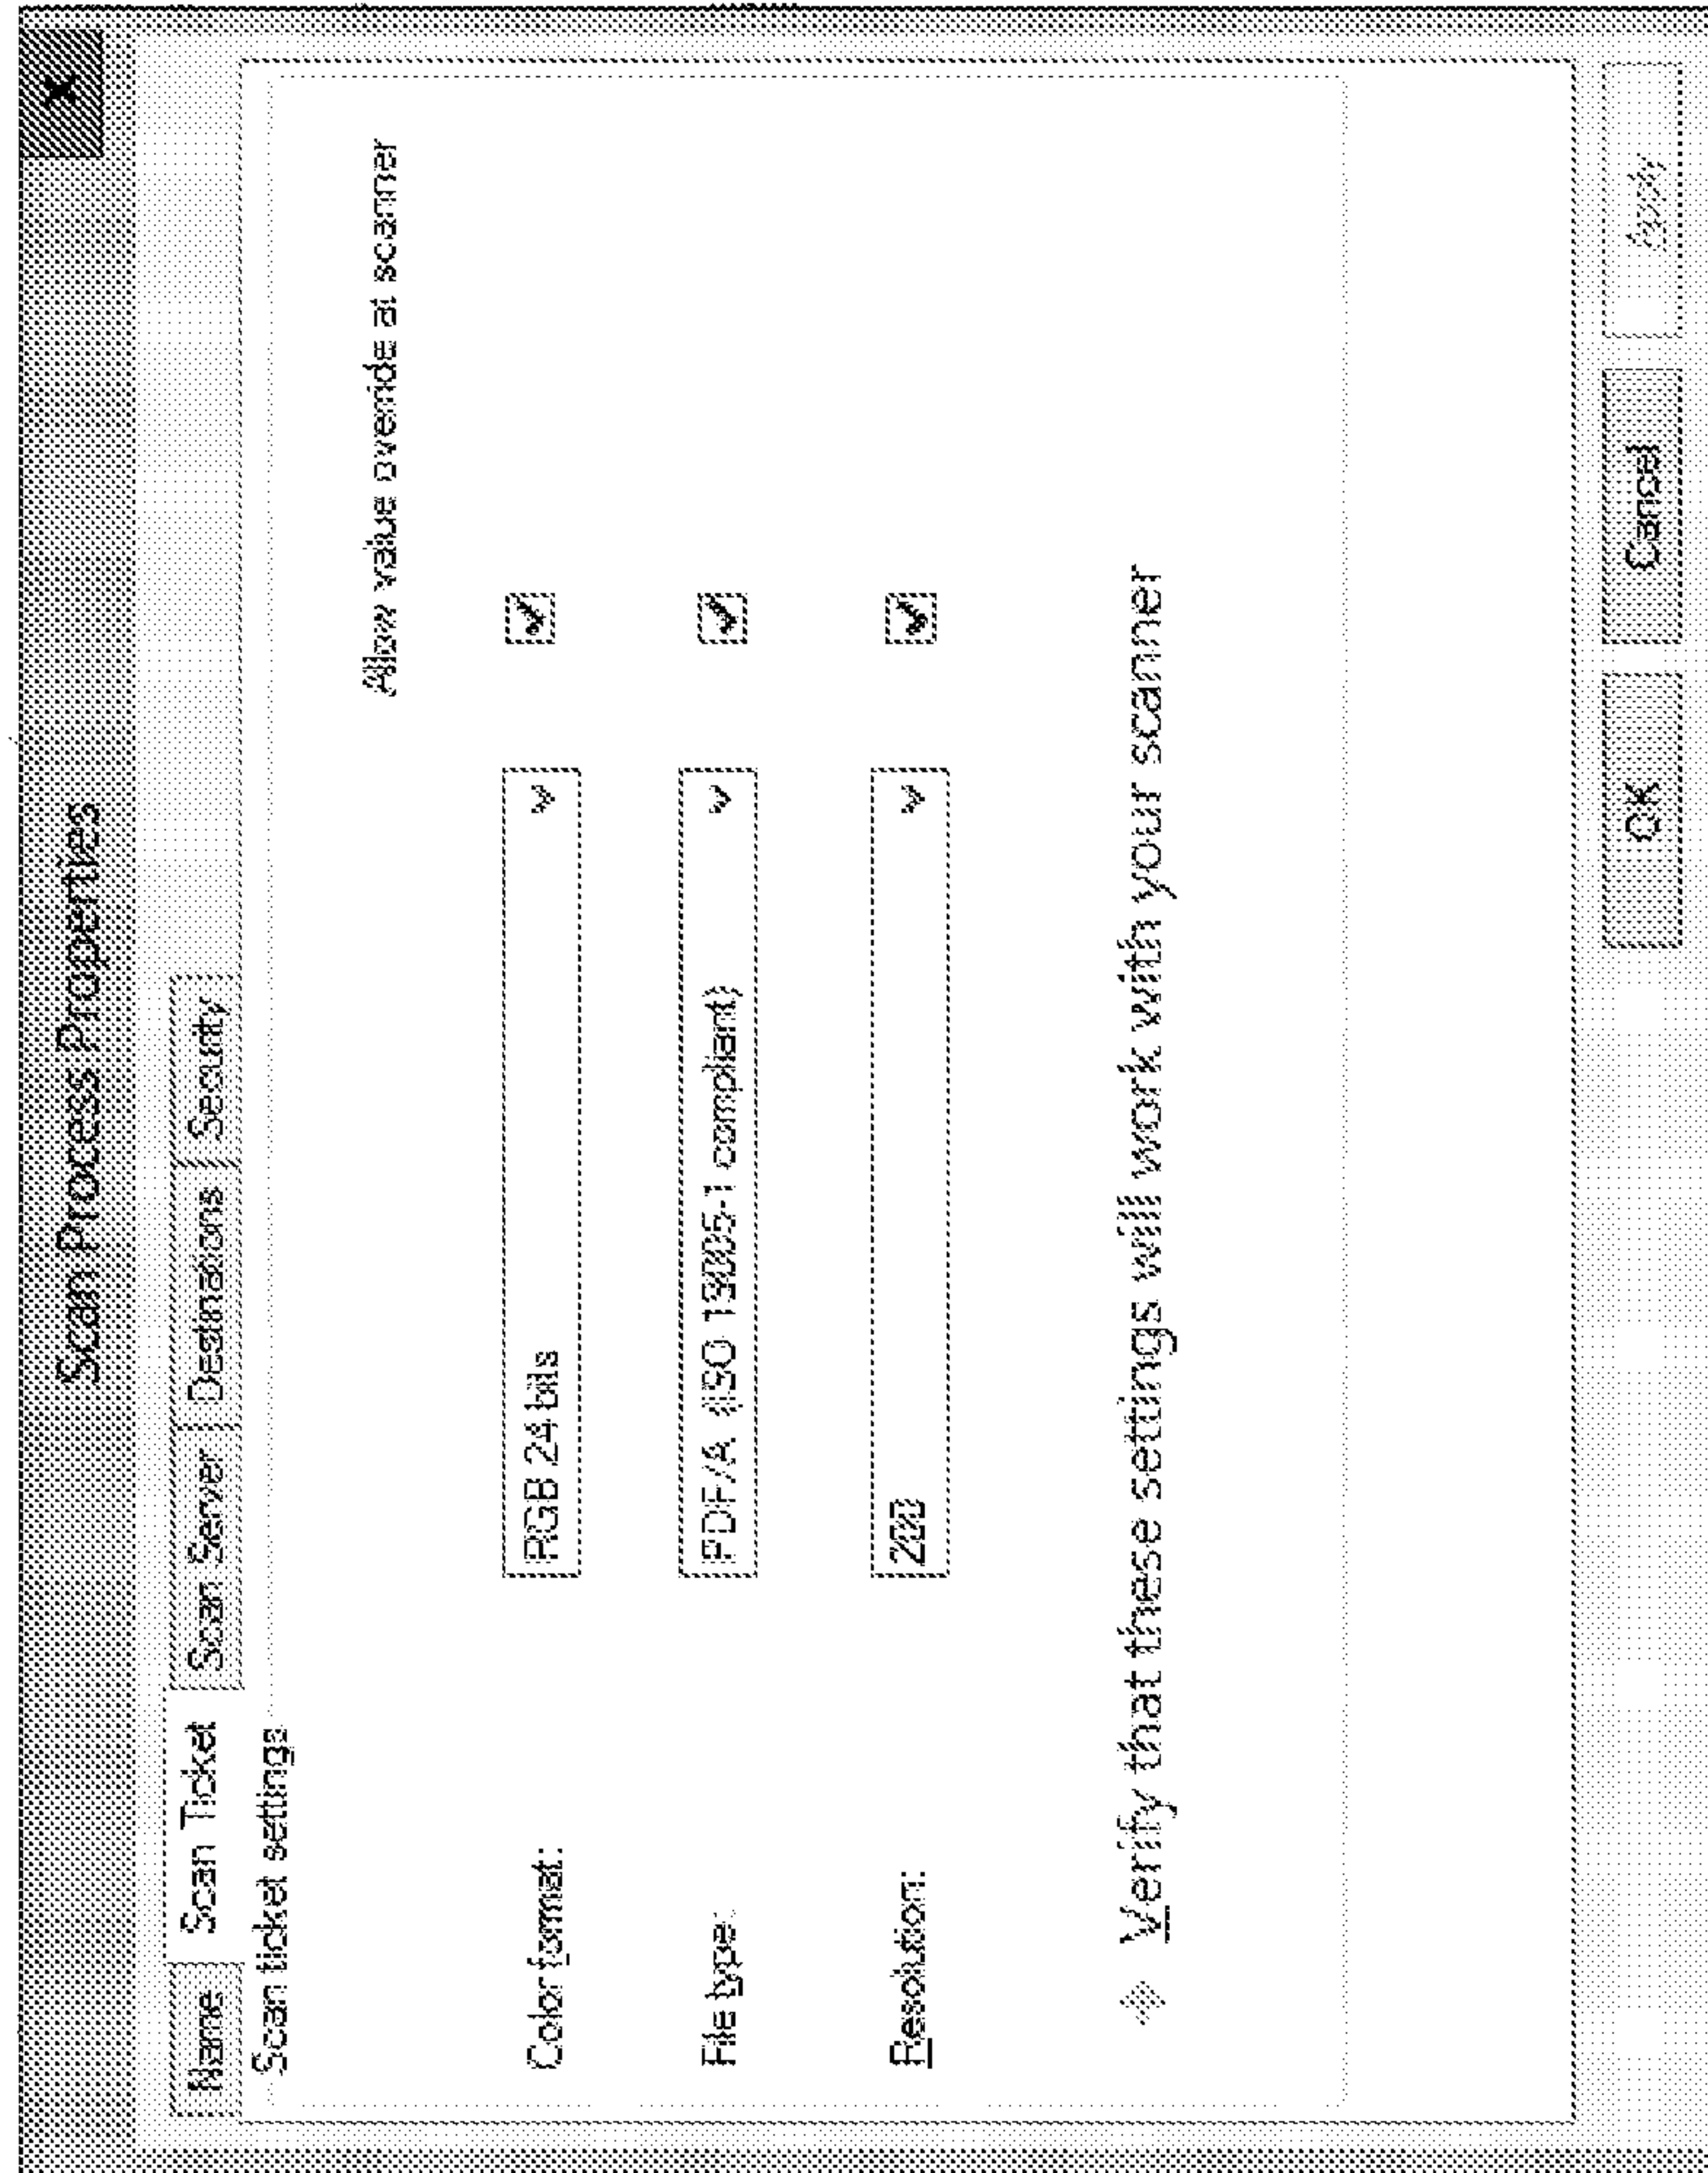 Scan Process Properties
x
Name Scan Ticket Scan Server Destinations Security
Scan ticket settings
Allow value override at scanner
Color format: RGB 24 bits
File type: PDF/A (ISO 19005-1 compliant)
Resolution: 200
Verify that these settings will work with your scanner
OK Cancel Apply